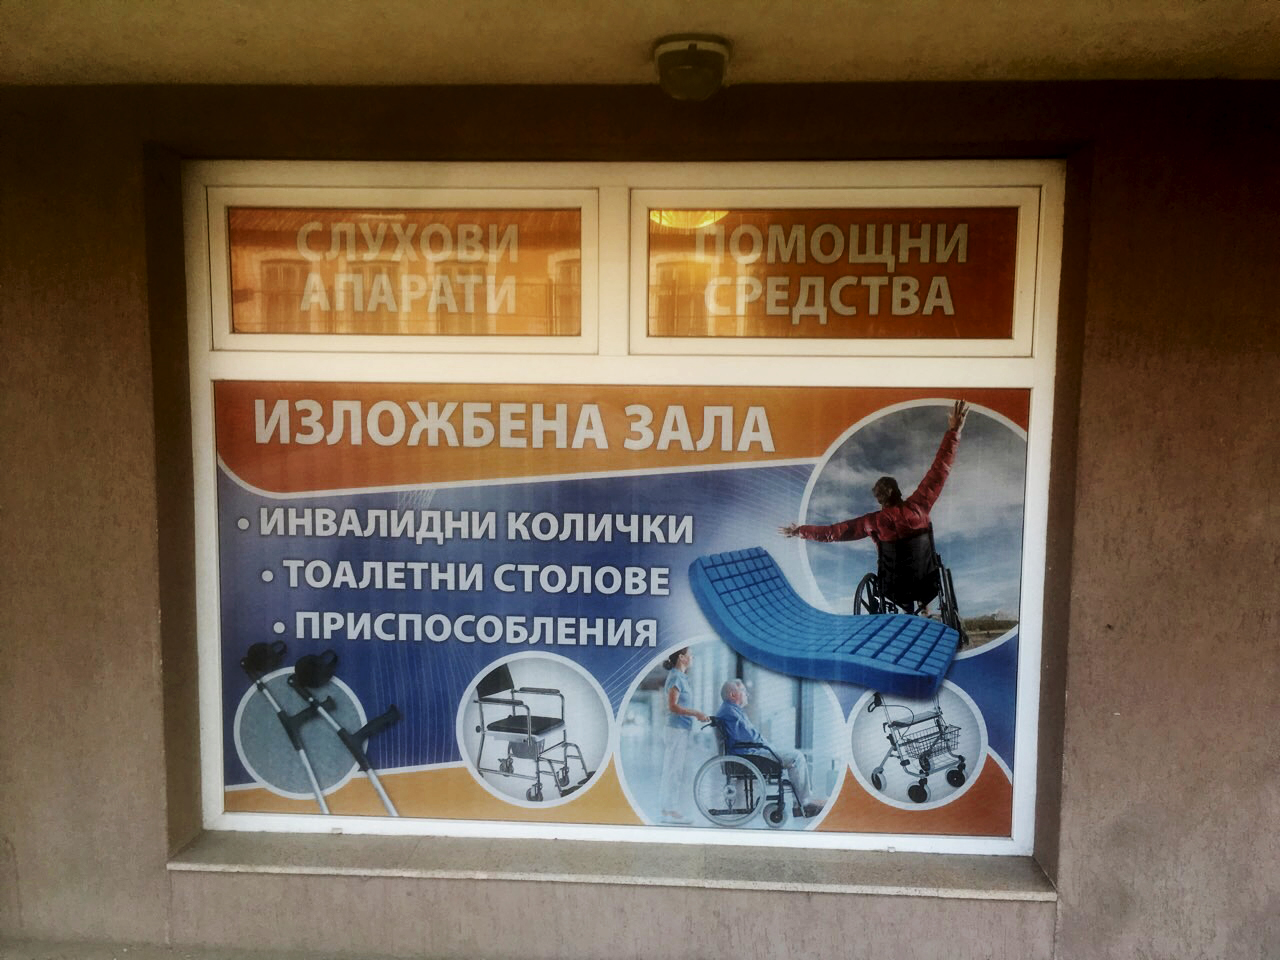 СЛУХОВИ
АПАРАТИ
ПОМОЩНИ
СРЕДСТВА
ИЗЛОЖБЕНА ЗАЛА
• ИНВАЛИДНИ КОЛИЧКИ
• ТОАЛЕТНИ СТОЛОВЕ
• ПРИСПОСОБЛЕНИЯ